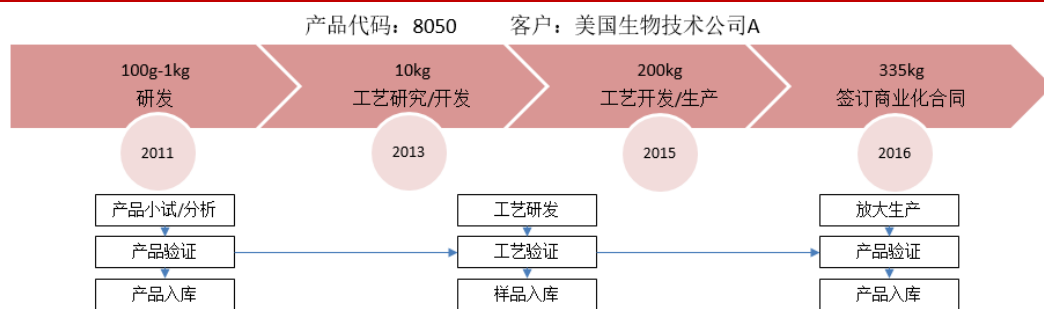 产品代码：8050 客户：美国生物技术公司A
100g-1kg
研发
10kg
工艺研究/开发
200kg
工艺开发/生产
335kg
签订商业化合同
2011
2013
2015
2016
产品小试/分析
工艺研发
放大生产
产品验证
工艺验证
产品验证
产品入库
样品入库
产品入库